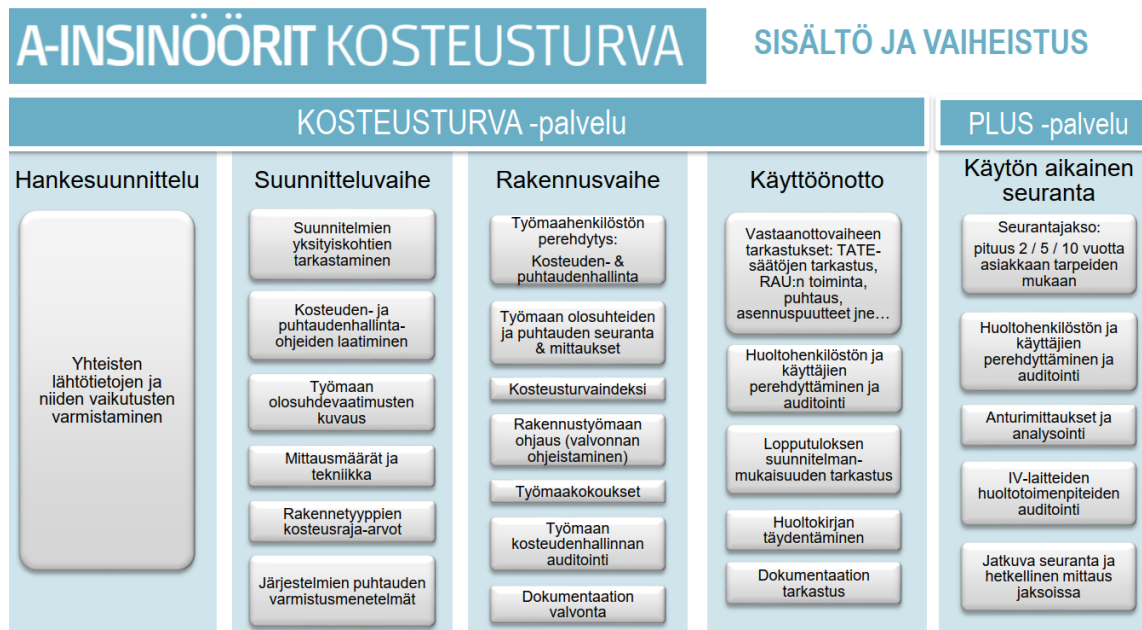 A-INSINÖÖRIT KOSTEUSTURVA
SISÄLTÖ JA VAIHEISTUS
KOSTEUSTURVA -palvelu
PLUS -palvelu
Hankesuunnittelu
Yhteisten
lähtötietojen ja
niiden vaikutusten
varmistaminen
Suunnitteluvaihe
Suunnitelmien
yksityiskohtien
tarkastaminen
Kosteuden- ja
puhtaudenhallinta-
ohjeiden laatiminen
Työmaan
olosuhdevaatimusten
kuvaus
Mittausmäärät ja
tekniikka
Rakennetyyppien
kosteusraja-arvot
Järjestelmien puhtauden
varmistusmenetelmät
Rakennusvaihe
Työmaahenkilöstön
perehdytys:
Kosteuden- &
puhtaudenhallinta
Työmaan olosuhteiden
ja puhtauden seuranta
& mittaukset
Kosteusturvaindeksi
Rakennustyömaan
ohjaus (valvonnan
ohjeistaminen)
Työmaakokoukset
Työmaan
kosteudenhallinnan
auditointi
Dokumentaation
valvonta
Käyttöönotto
Vastaanottovaiheen
tarkastukset: TATE-
säätöjen tarkastus,
RAU:n toiminta,
puhtaus,
asennuspuutteet jne…
Huoltohenkilöstön ja
käyttäjien
perehdyttäminen ja
auditointi
Lopputuloksen
suunnitelman-
mukaisuuden tarkastus
Huoltokirjan
täydentäminen
Dokumentaation
tarkastus
Käytön aikainen
seuranta
Seurantajakso:
pituus 2 / 5 / 10 vuotta
asiakkaan tarpeiden
mukaan
Huoltohenkilöstön ja
käyttäjien
perehdyttäminen ja
auditointi
Anturimittaukset ja
analysointi
IV-laitteiden
huoltotoimenpiteiden
auditointi
Jatkuva seuranta ja
hetkellinen mittaus
jaksoissa